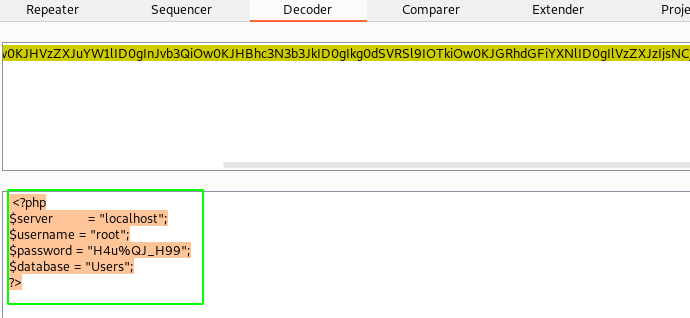 Repeater Sequencer Decoder Comparer Extender Proje
v0KJHVzZXJuYW1lID0gInJvb3QiOw0KJHBhc3N3b3JkID0gIkg0dSVRSl9IOTkiOw0KJGRhdGFiYXNlID0gIlVzZXJzIjsNC
<?php
$server = "localhost";
$username = "root";
$password = "H4u%QJ_H99";
$database = "Users";
?>